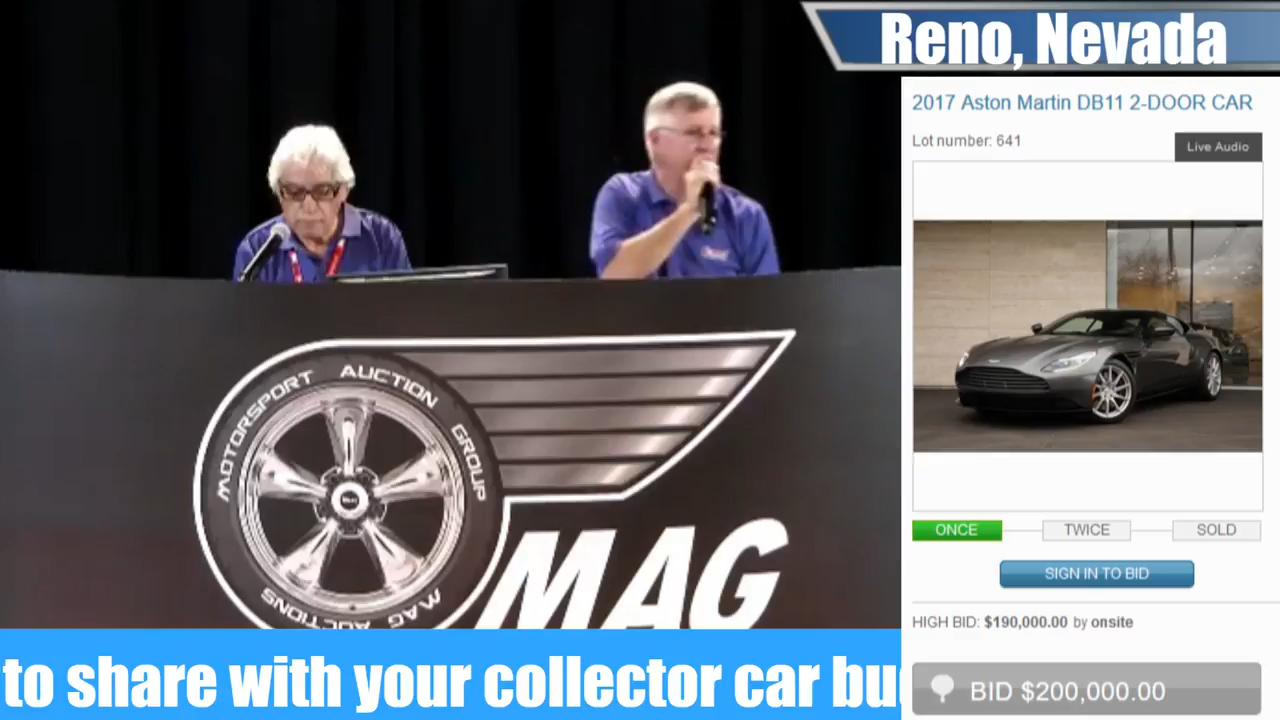 Reno, Nevada
2017 Aston Martin DB11 2-DOOR CAR
Lot number: 641
Live Audio
MOTORSPORT AUCTION GROUP
MAG AUCTIONS
MAG
ONCE
TWICE
SOLD
SIGN IN TO BID
HIGH BID: $190,000.00 by onsite
BID $200,000.00
to share with your collector car